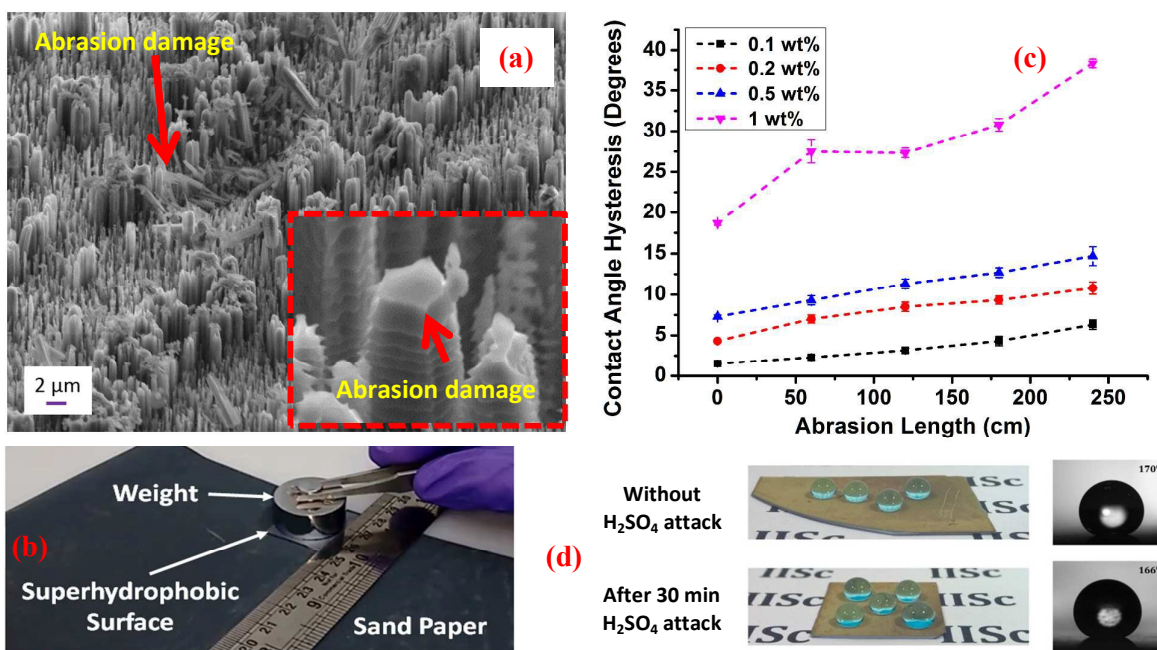 Abrasion damage
(a)
Abrasion damage
2 µm
(c)
0.1 wt%
0.2 wt%
0.5 wt%
1 wt%
Contact Angle Hysteresis (Degrees)
40
35
30
25
20
15
10
5
0
0 50 100 150 200 250
Abrasion Length (cm)
(b)
Weight
Superhydrophobic
Surface
Sand Paper
(d)
Without
H₂SO₄ attack
IISc
170°
After 30 min
H₂SO₄ attack
IISc
IISc
166°